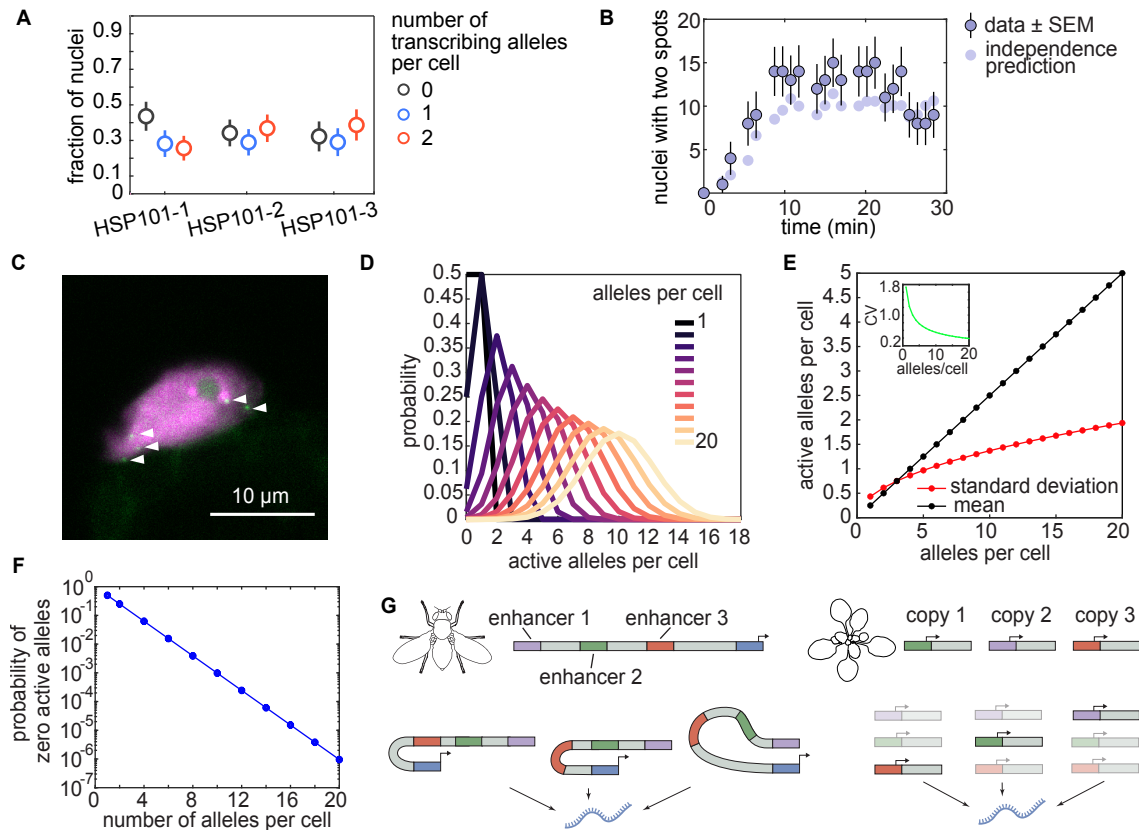 A
fraction of nuclei
0.9
0.7
0.5
0.3
0.1
0
HSP101-1
HSP101-2
HSP101-3
number of
transcribing alleles
per cell
0
1
2
B
nuclei with two spots
20
15
10
5
0
0
10
20
30
time (min)
data ± SEM
independence
prediction
C
10 µm
D
probability
0.5
0.45
0.4
0.35
0.3
0.25
0.2
0.15
0.1
0.05
0
0 2 4 6 8 10 12 14 16 18
active alleles per cell
alleles per cell
1
20
E
active alleles per cell
5
4.5
4
3.5
3
2.5
2
1.5
1
0.5
0
0
5
10
15
20
alleles per cell
CV
1.8
1.0
0.2
0 10 20
alleles/cell
standard deviation
mean
F
probability of
zero active alleles
10⁰
10⁻¹
10⁻²
10⁻³
10⁻⁴
10⁻⁵
10⁻⁶
10⁻⁷
0 4 8 12 16 20
number of alleles per cell
G
enhancer 1
enhancer 3
enhancer 2
copy 1
copy 2
copy 3